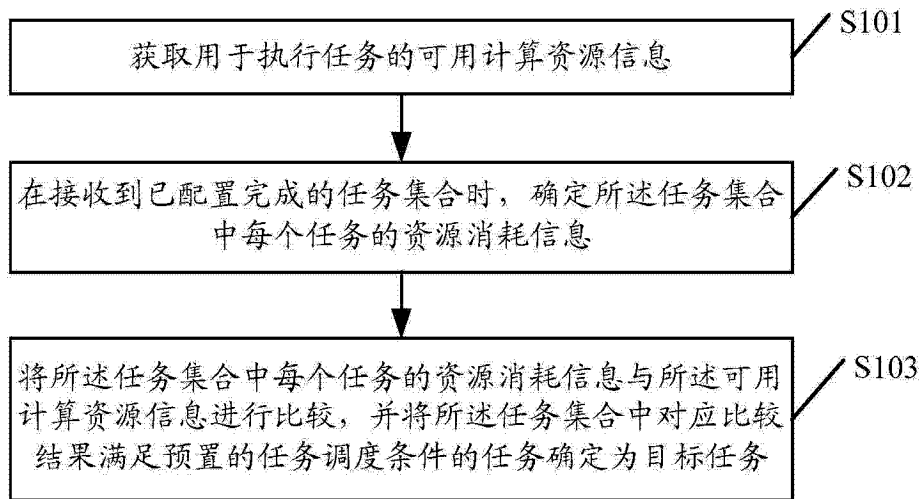 获取用于执行任务的可用计算资源信息
S101
在接收到已配置完成的任务集合时，确定所述任务集合
中每个任务的资源消耗信息
S102
将所述任务集合中每个任务的资源消耗信息与所述可用
计算资源信息进行比较，并将所述任务集合中对应比较
结果满足预置的任务调度条件的任务确定为目标任务
S103